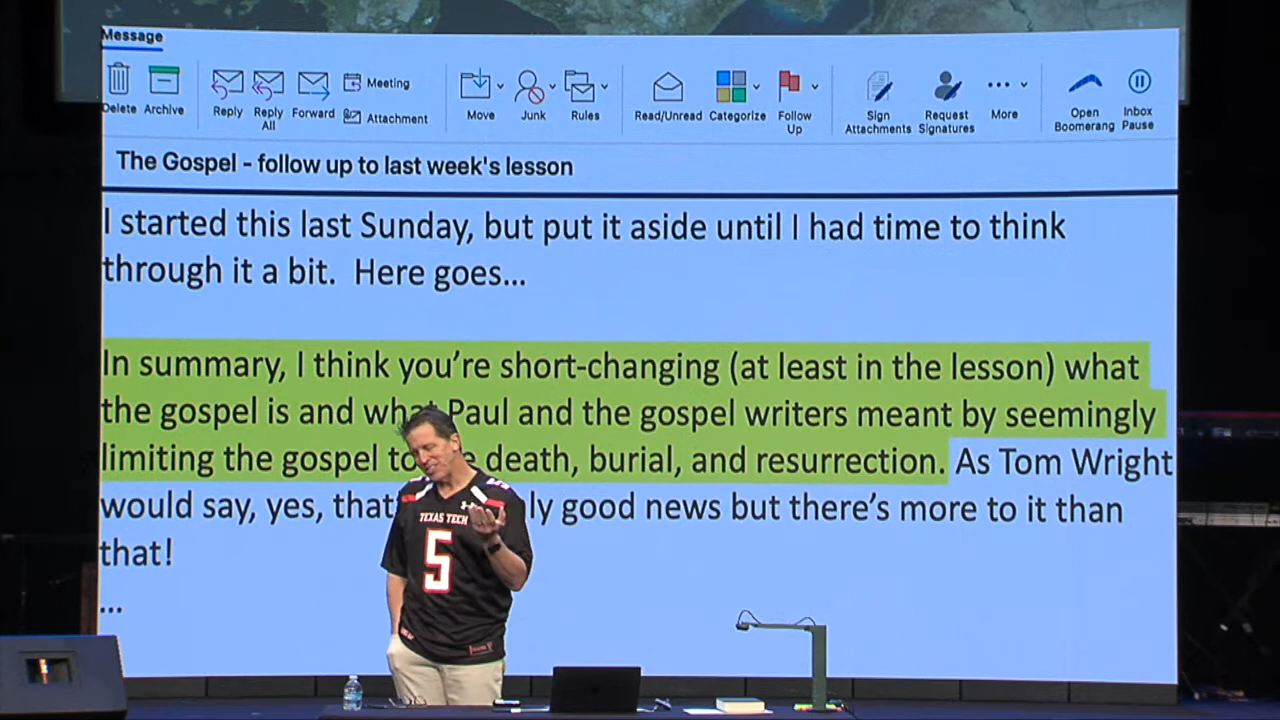 Message
Delete
Archive
Reply
Reply All
Forward
Meeting
Attachment
Move
Junk
Rules
Read/Unread
Categorize
Follow Up
Sign Attachments
Request Signatures
More
Open Boomerang
Inbox Pause
The Gospel - follow up to last week's lesson
I started this last Sunday, but put it aside until I had time to think
through it a bit. Here goes...
In summary, I think you're short-changing (at least in the lesson) what
the gospel is and what Paul and the gospel writers meant by seemingly
limiting the gospel to death, burial, and resurrection. As Tom Wright
would say, yes, good news but there's more to it than
that!
...
TEXAS TECH
5